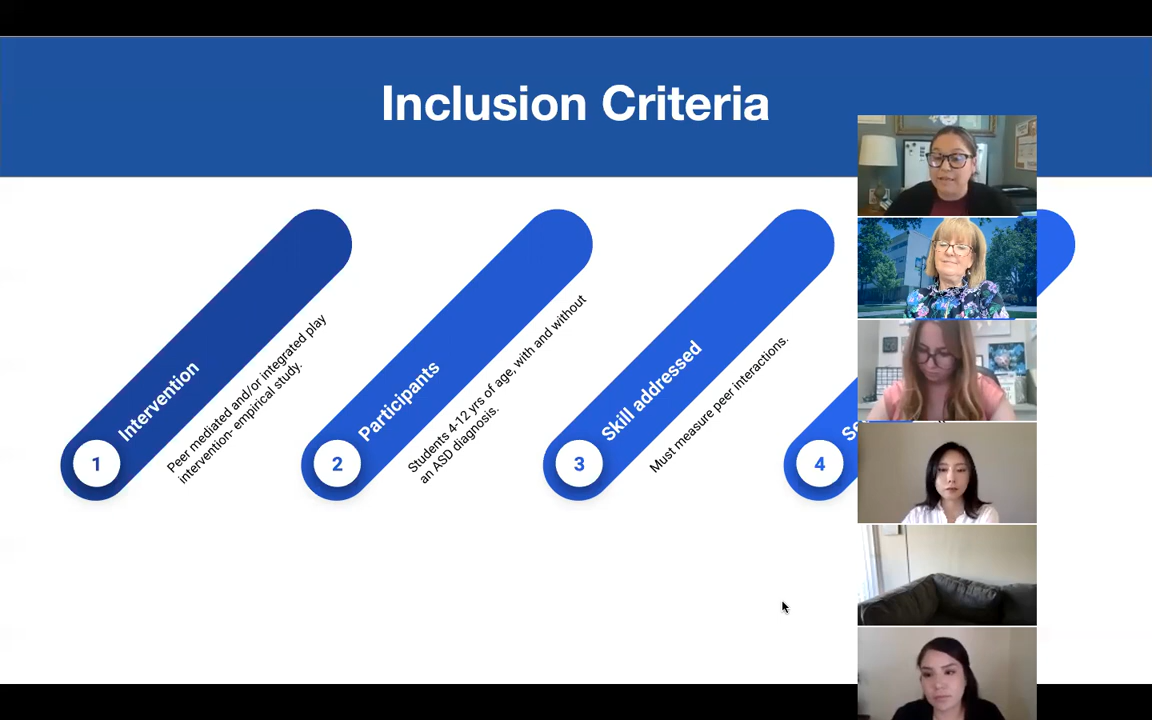 Inclusion Criteria
1
Intervention
Peer mediated and/or integrated play
intervention- empirical study.
2
Participants
Students 4-12 yrs of age, with and without
an ASD diagnosis.
3
Skill addressed
Must measure peer interactions.
4